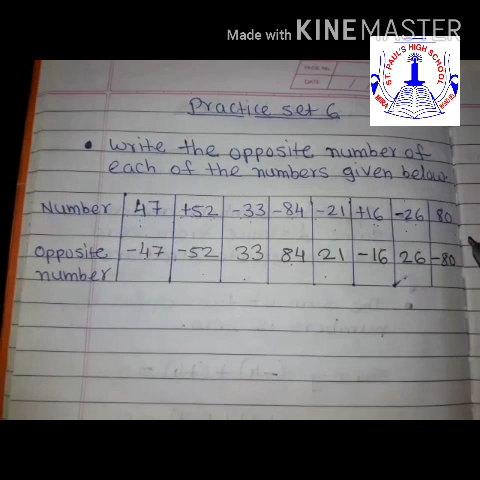 Made with KINEMASTER
ST. PAUL'S HIGH SCHOOL
PAGE NO.
DATE
Practice set 6
• Write the opposite number of
each of the numbers given below.
Number 47 +52 -33 -84 -21 +16 -26 80
Opposite number -47 -52 33 84 21 -16 26 -80